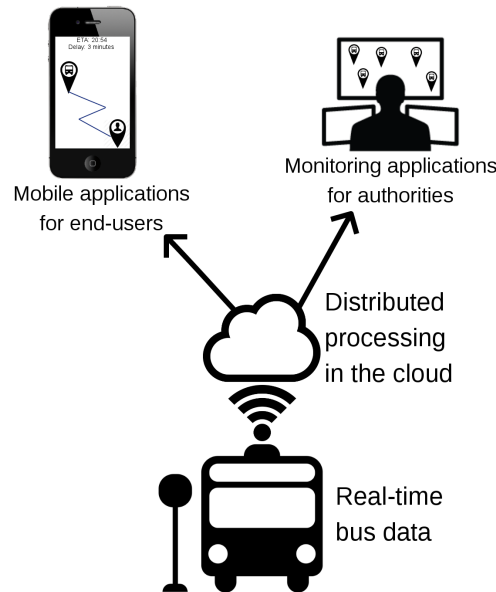 ETA: 20:54
Delay: 3 minutes
Mobile applications
for end-users
Monitoring applications
for authorities
Distributed
processing
in the cloud
Real-time
bus data